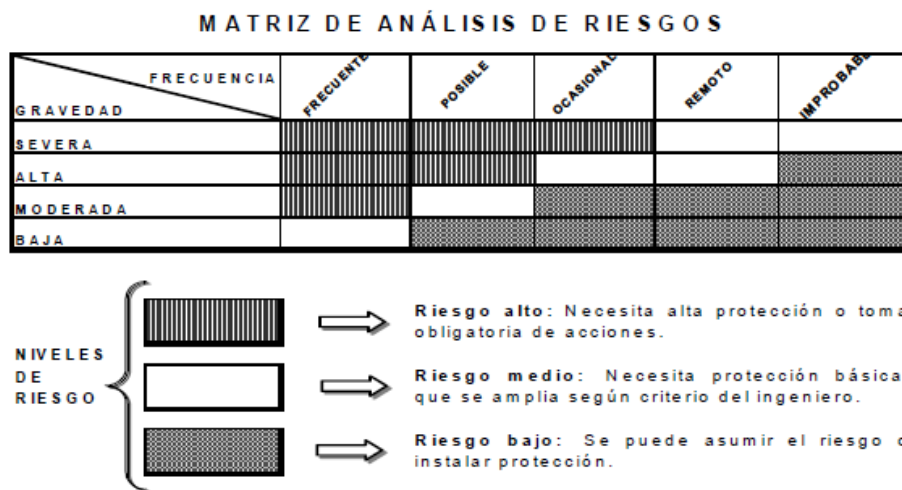 MATRIZ DE ANÁLISIS DE RIESGOS
FRECUENCIA
GRAVEDAD
FRECUENTE
POSIBLE
OCASIONAL
REMOTO
IMPROBABL
SEVERA
ALTA
MODERADA
BAJA
NIVELES
DE
RIESGO
Riesgo alto: Necesita alta protección o toma
obligatoria de acciones.
Riesgo medio: Necesita protección básica
que se amplia según criterio del ingeniero.
Riesgo bajo: Se puede asumir el riesgo o
instalar protección.